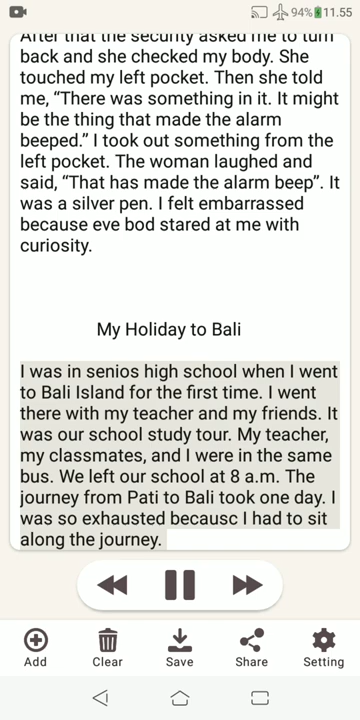 94% 11.55
After that the security asked me to turn
back and she checked my body. She
touched my left pocket. Then she told
me, “There was something in it. It might
be the thing that made the alarm
beeped.” I took out something from the
left pocket. The woman laughed and
said, “That has made the alarm beep”. It
was a silver pen. I felt embarrassed
because eve bod stared at me with
curiosity.
My Holiday to Bali
I was in senios high school when I went
to Bali Island for the first time. I went
there with my teacher and my friends. It
was our school study tour. My teacher,
my classmates, and I were in the same
bus. We left our school at 8 a.m. The
journey from Pati to Bali took one day. I
was so exhausted becausc I had to sit
along the journey.
Add Clear Save Share Setting